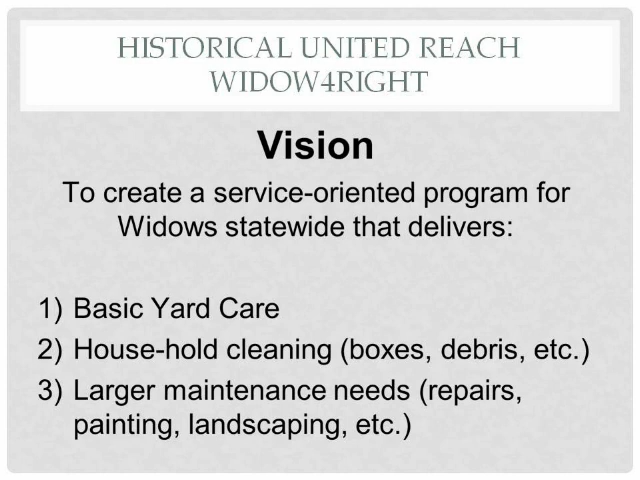 HISTORICAL UNITED REACH
WIDOW4RIGHT
Vision
To create a service-oriented program for
Widows statewide that delivers:
1) Basic Yard Care
2) House-hold cleaning (boxes, debris, etc.)
3) Larger maintenance needs (repairs,
painting, landscaping, etc.)